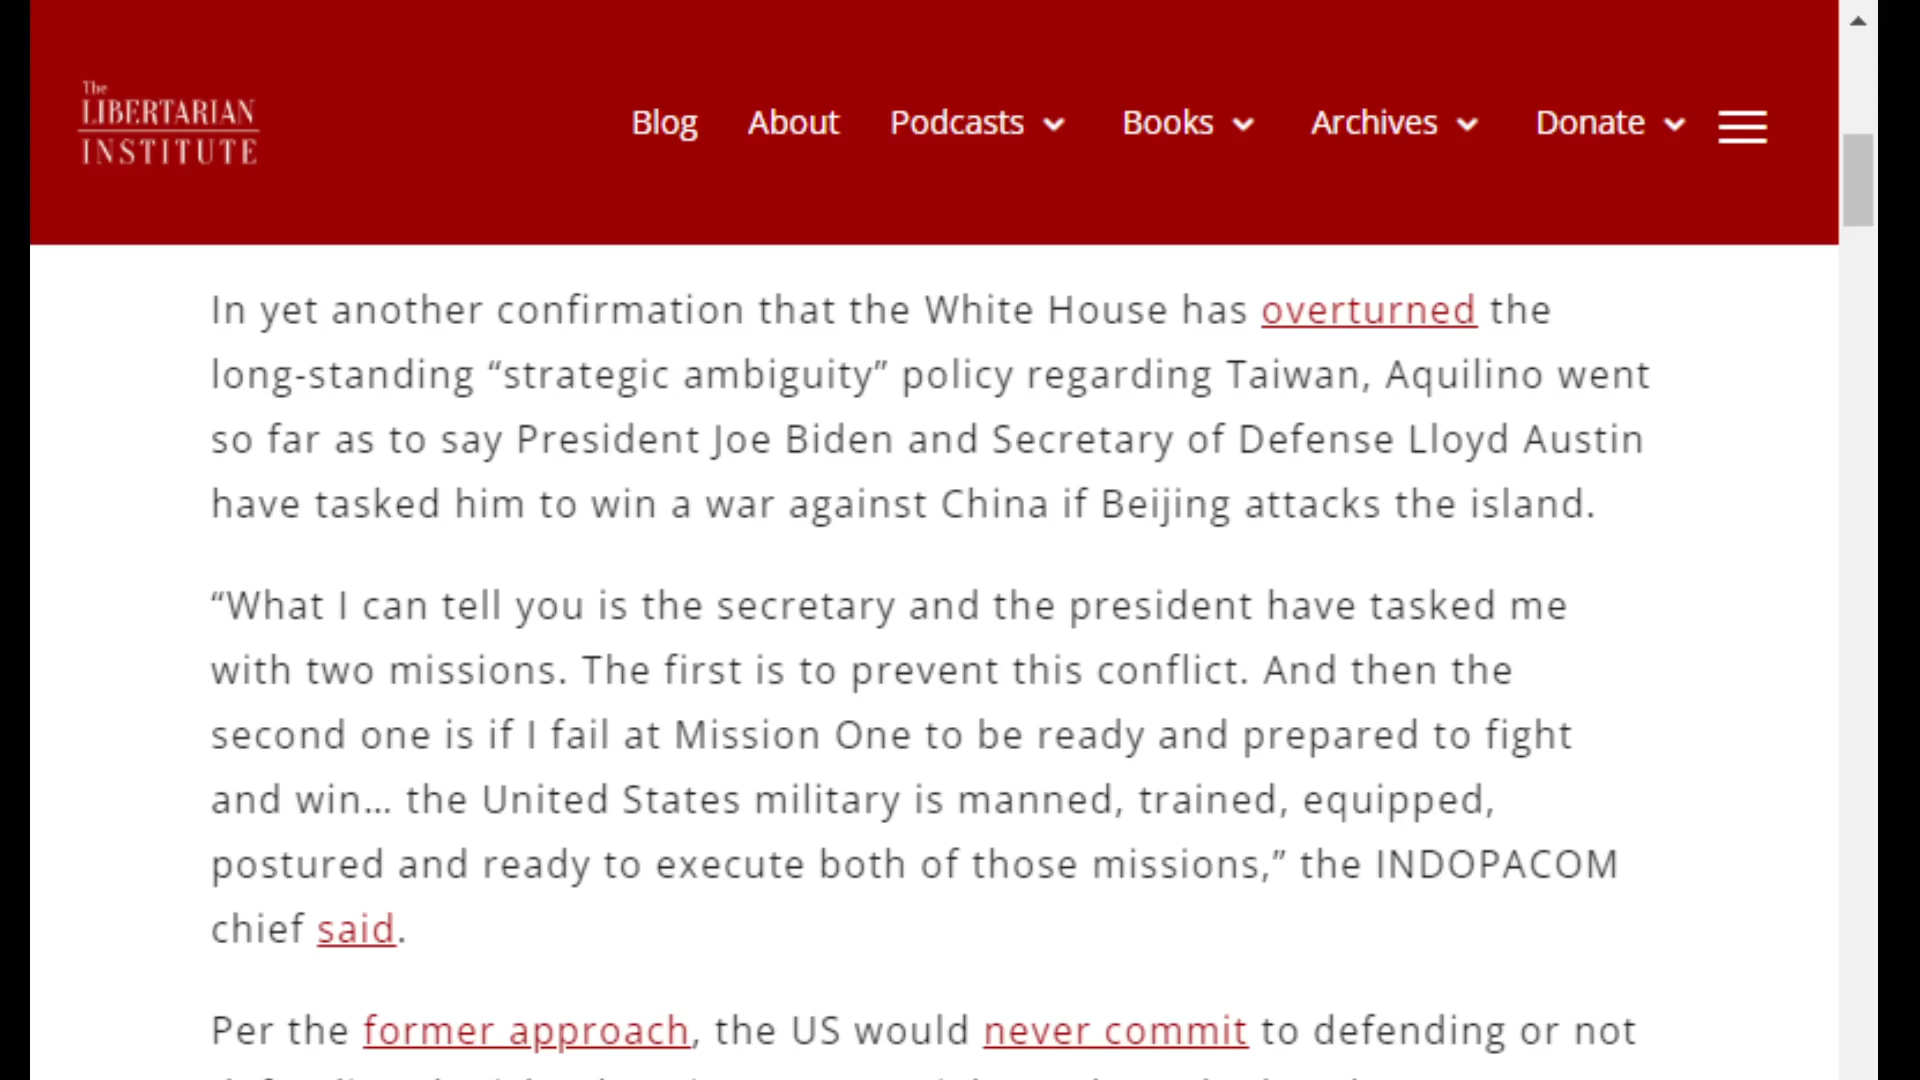 The
LIBERTARIAN
INSTITUTE
Blog About Podcasts Books Archives Donate
In yet another confirmation that the White House has overturned the
long-standing “strategic ambiguity” policy regarding Taiwan, Aquilino went
so far as to say President Joe Biden and Secretary of Defense Lloyd Austin
have tasked him to win a war against China if Beijing attacks the island.
“What I can tell you is the secretary and the president have tasked me
with two missions. The first is to prevent this conflict. And then the
second one is if I fail at Mission One to be ready and prepared to fight
and win… the United States military is manned, trained, equipped,
postured and ready to execute both of those missions,” the INDOPACOM
chief said.
Per the former approach, the US would never commit to defending or not